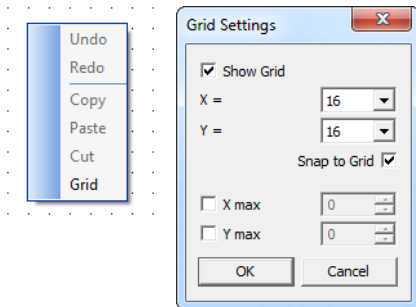 Undo
Redo
Copy
Paste
Cut
Grid
Grid Settings
Show Grid
X = 16
Y = 16
Snap to Grid
X max 0
Y max 0
OK Cancel